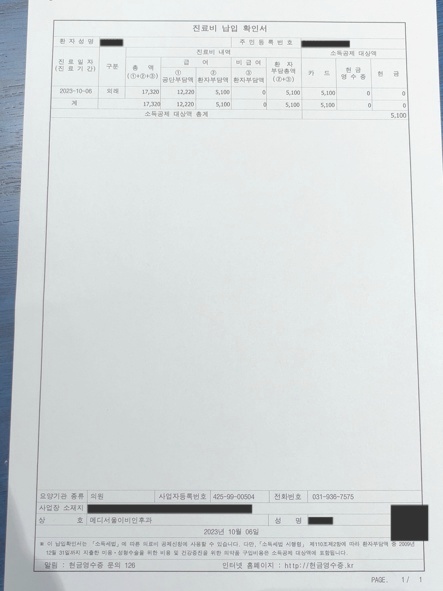 진료비 납입 확인서
환 자 성 명
주 민 등 록 번 호
진 료 일 자
(진 료 기 간)
구분
진료비 내역
소득공제 대상액
총 액
(①+②+③)
급 여
비 급 여
환 자
부담총액
(②+③)
카 드
현 금
영 수 증
현 금
①
공단부담액
②
환자부담액
③
환자부담액
2023-10-06 외래 17,320 12,220 5,100 0 5,100 5,100 0 0
계 17,320 12,220 5,100 0 5,100 5,100 0 0
소득공제 대상액 총계 5,100
요양기관 종류 의원 사업자등록번호 425-99-00504 전화번호 031-936-7575
사업장 소재지
상 호 메디서울이비인후과 성 명
2023년 10월 06일
※ 이 납입확인서는 「소득세법」에 따른 의료비 공제신청에 사용할 수 있습니다. 다만, 「소득세법 시행령」 제110조제2항에 따라 환자부담액 중
12월 31일까지 지출한 미용·성형수술을 위한 비용 및 건강증진을 위한 의약품 구입비용은 소득공제 대상액에 포함됩니다.
알림 : 현금영수증 문의 126 인터넷 홈페이지 : http://현금영수증.kr
PAGE. 1 / 1